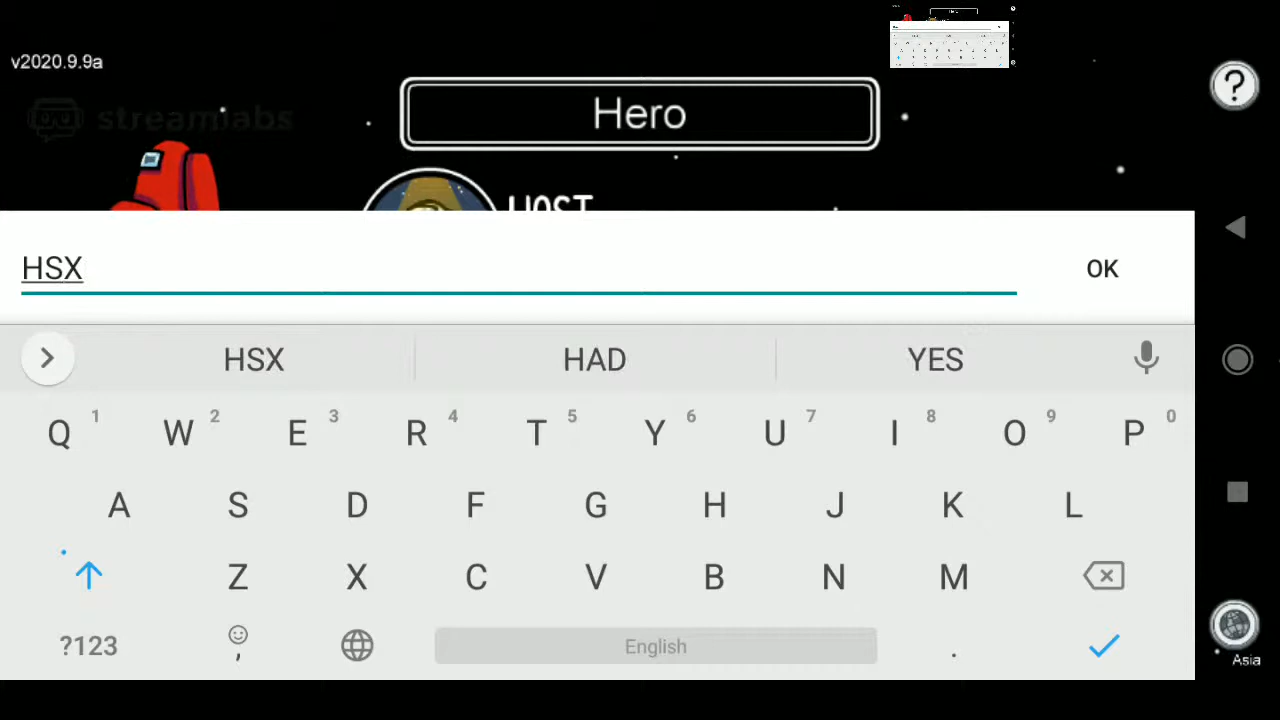 v2020.9.9a
streamlabs
Hero
HOST
HSX
OK
HSX HAD YES
Q 1 W 2 E 3 R 4 T 5 Y 6 U 7 I 8 O 9 P 0
A S D F G H J K L
Z X C V B N M
?123 , English .
Asia